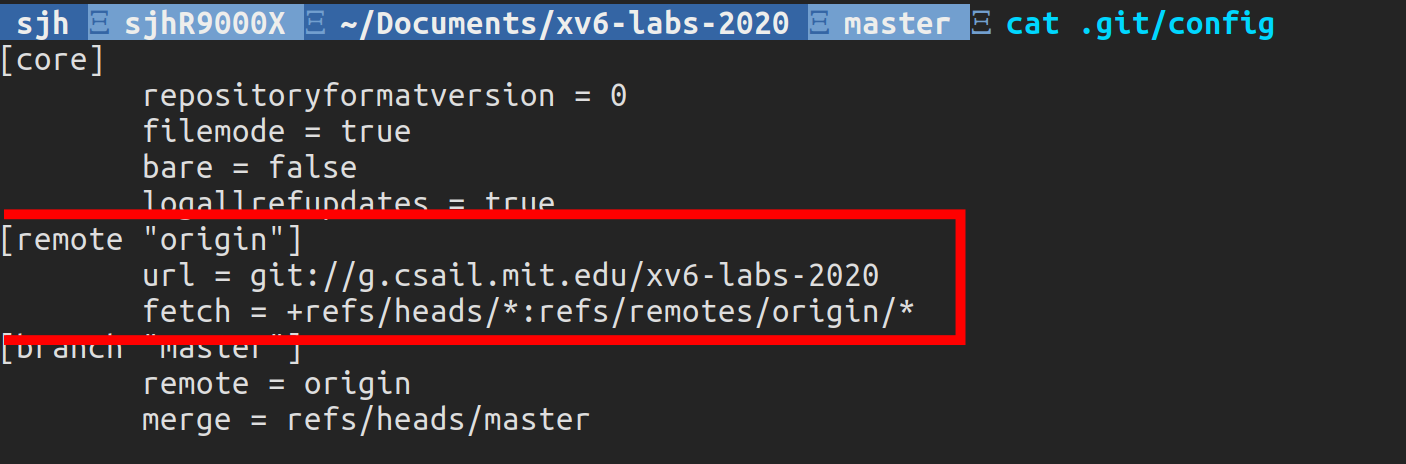 sjh sjhR9000X ~/Documents/xv6-labs-2020 master cat .git/config
[core]
repositoryformatversion = 0
filemode = true
bare = false
logallrefupdates = true
[remote "origin"]
url = git://g.csail.mit.edu/xv6-labs-2020
fetch = +refs/heads/*:refs/remotes/origin/*
[branch "master"]
remote = origin
merge = refs/heads/master